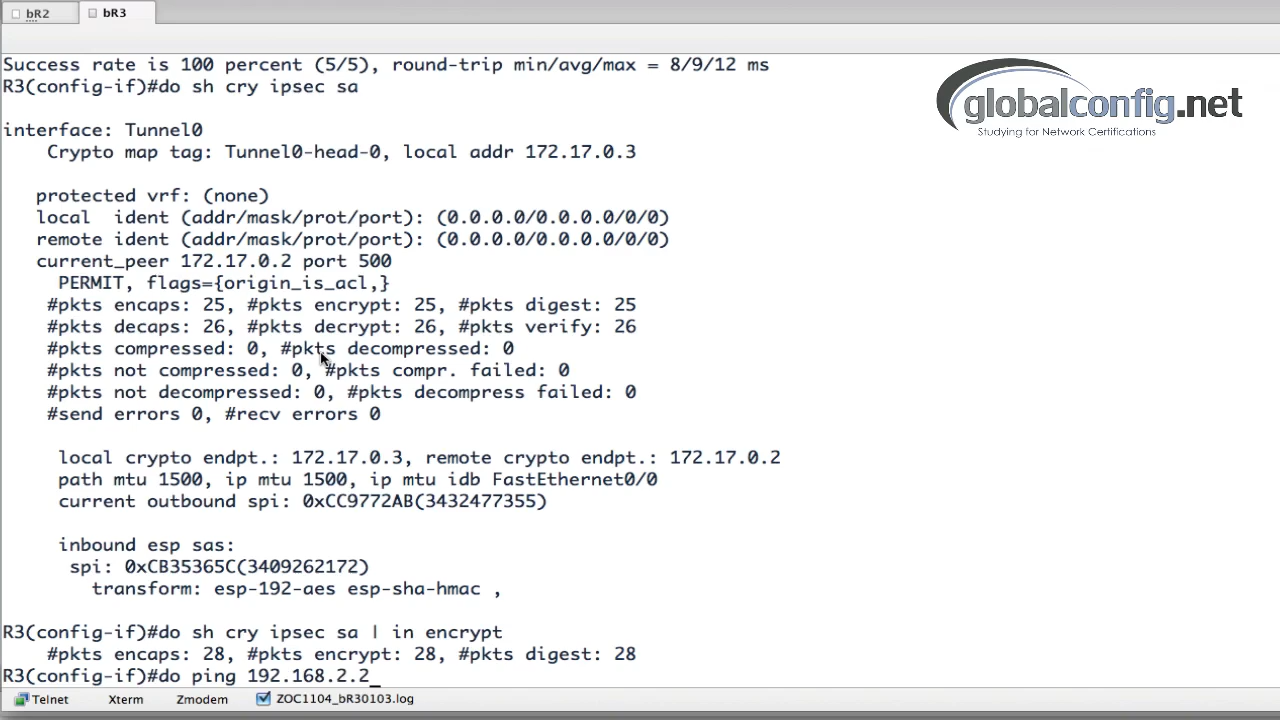 bR2
bR3
globalconfig.net
Studying for Network Certifications
Success rate is 100 percent (5/5), round-trip min/avg/max = 8/9/12 ms
R3(config-if)#do sh cry ipsec sa
interface: Tunnel0
Crypto map tag: Tunnel0-head-0, local addr 172.17.0.3
protected vrf: (none)
local  ident (addr/mask/prot/port): (0.0.0.0/0.0.0.0/0/0)
remote ident (addr/mask/prot/port): (0.0.0.0/0.0.0.0/0/0)
current_peer 172.17.0.2 port 500
PERMIT, flags={origin_is_acl,}
#pkts encaps: 25, #pkts encrypt: 25, #pkts digest: 25
#pkts decaps: 26, #pkts decrypt: 26, #pkts verify: 26
#pkts compressed: 0, #pkts decompressed: 0
#pkts not compressed: 0, #pkts compr. failed: 0
#pkts not decompressed: 0, #pkts decompress failed: 0
#send errors 0, #recv errors 0
local crypto endpt.: 172.17.0.3, remote crypto endpt.: 172.17.0.2
path mtu 1500, ip mtu 1500, ip mtu idb FastEthernet0/0
current outbound spi: 0xCC9772AB(3432477355)
inbound esp sas:
spi: 0xCB35365C(3409262172)
transform: esp-192-aes esp-sha-hmac ,
R3(config-if)#do sh cry ipsec sa | in encrypt
#pkts encaps: 28, #pkts encrypt: 28, #pkts digest: 28
R3(config-if)#do ping 192.168.2.2_
Telnet Xterm Zmodem ZOC1104_bR30103.log